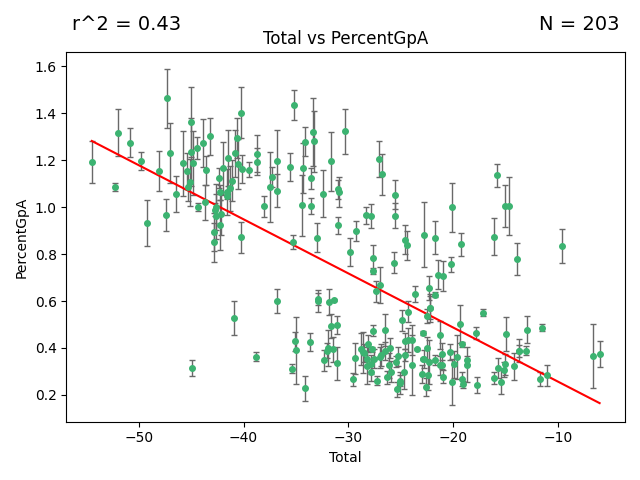 r^2 = 0.43
N = 203
Total vs PercentGpA
PercentGpA
1.6
1.4
1.2
1.0
0.8
0.6
0.4
0.2
−50
−40
−30
−20
−10
Total